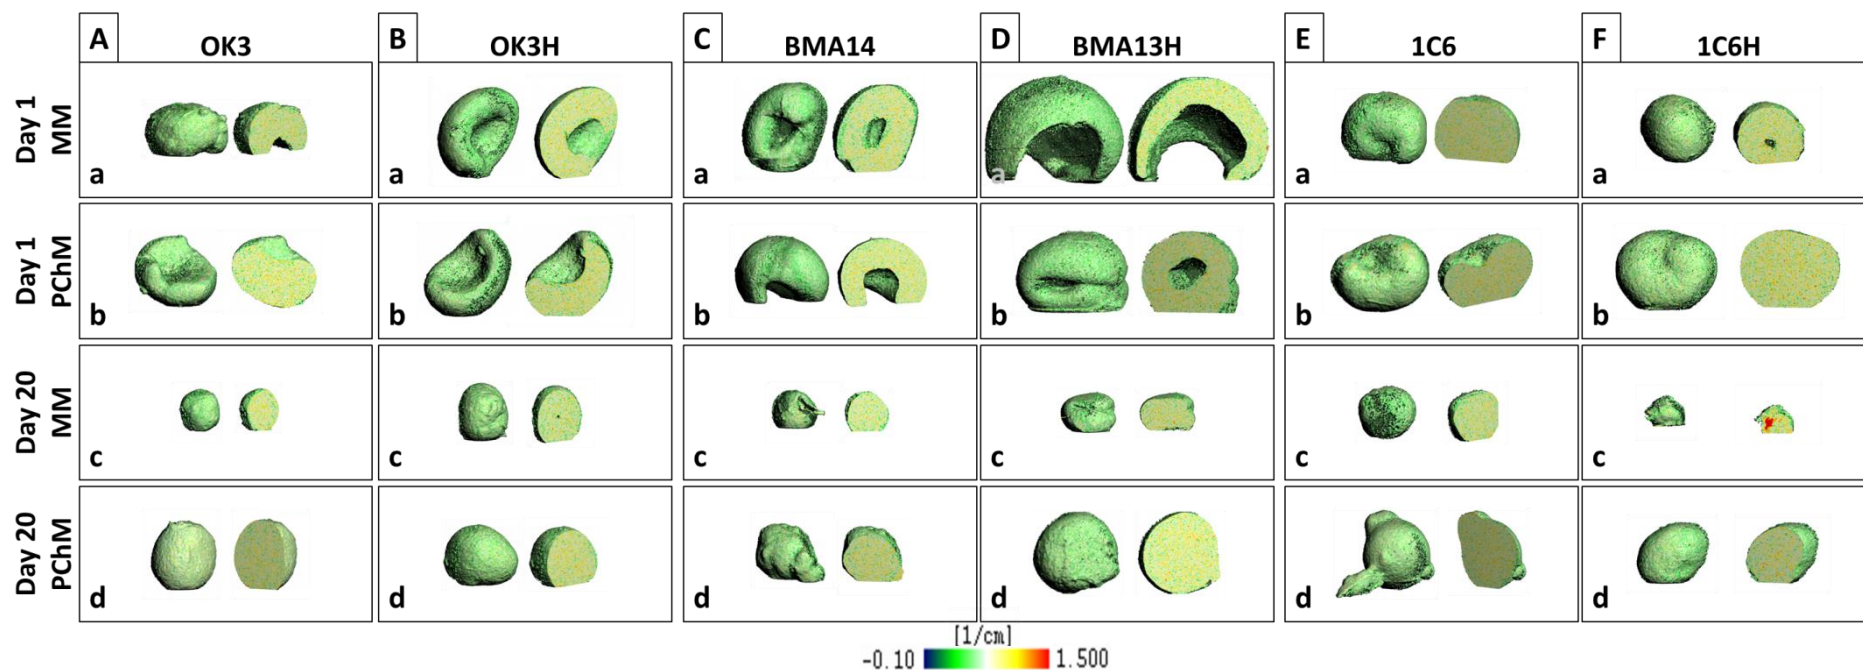 A OK3 B OK3H C BMA14 D BMA13H E 1C6 F 1C6H
Day 1 MM
a a a a a a
Day 1 PChM
b b b b b b
Day 20 MM
c c c c c c
Day 20 PChM
d d d d d d
[1/cm]
-0.10 1.500